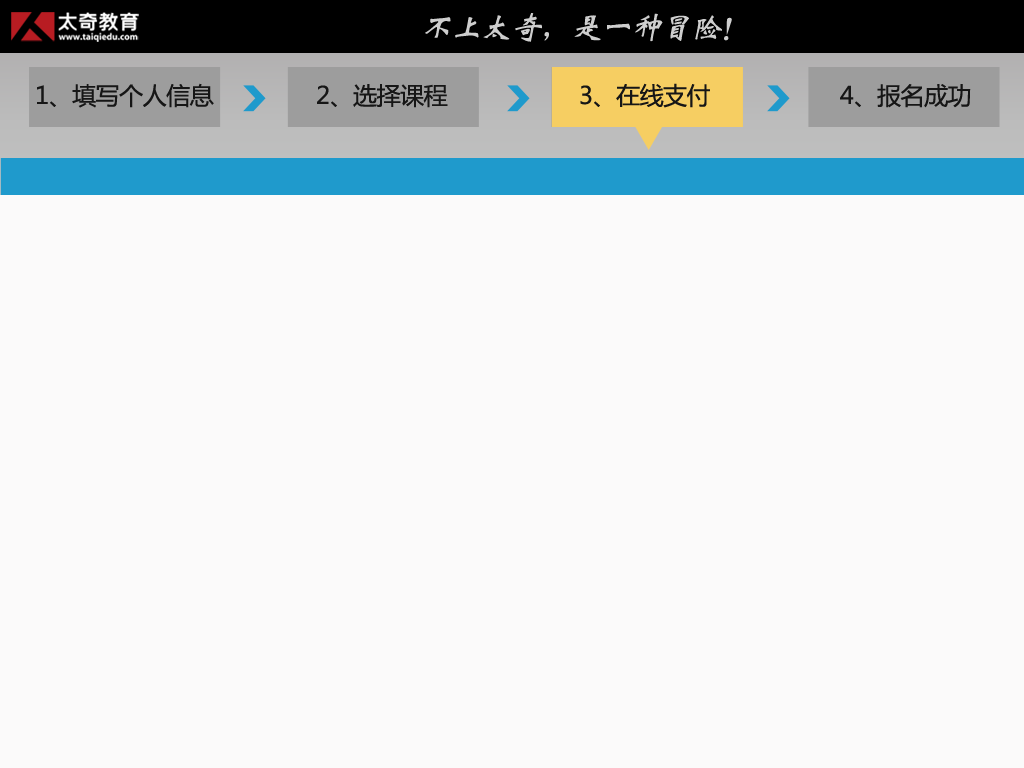 太奇教育
www.taiqiedu.com
不上太奇，是一种冒险!
1、填写个人信息
2、选择课程
3、在线支付
4、报名成功